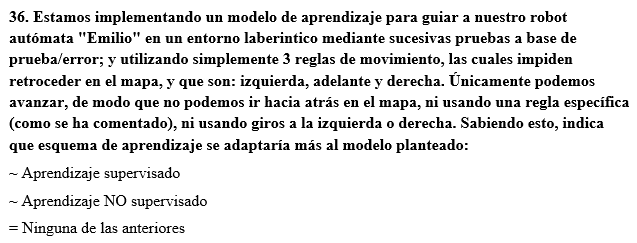 36. Estamos implementando un modelo de aprendizaje para guiar a nuestro robot
autómata "Emilio" en un entorno laberintico mediante sucesivas pruebas a base de
prueba/error; y utilizando simplemente 3 reglas de movimiento, las cuales impiden
retroceder en el mapa, y que son: izquierda, adelante y derecha. Únicamente podemos
avanzar, de modo que no podemos ir hacia atrás en el mapa, ni usando una regla específica
(como se ha comentado), ni usando giros a la izquierda o derecha. Sabiendo esto, indica
que esquema de aprendizaje se adaptaría más al modelo planteado:
~ Aprendizaje supervisado
~ Aprendizaje NO supervisado
= Ninguna de las anteriores